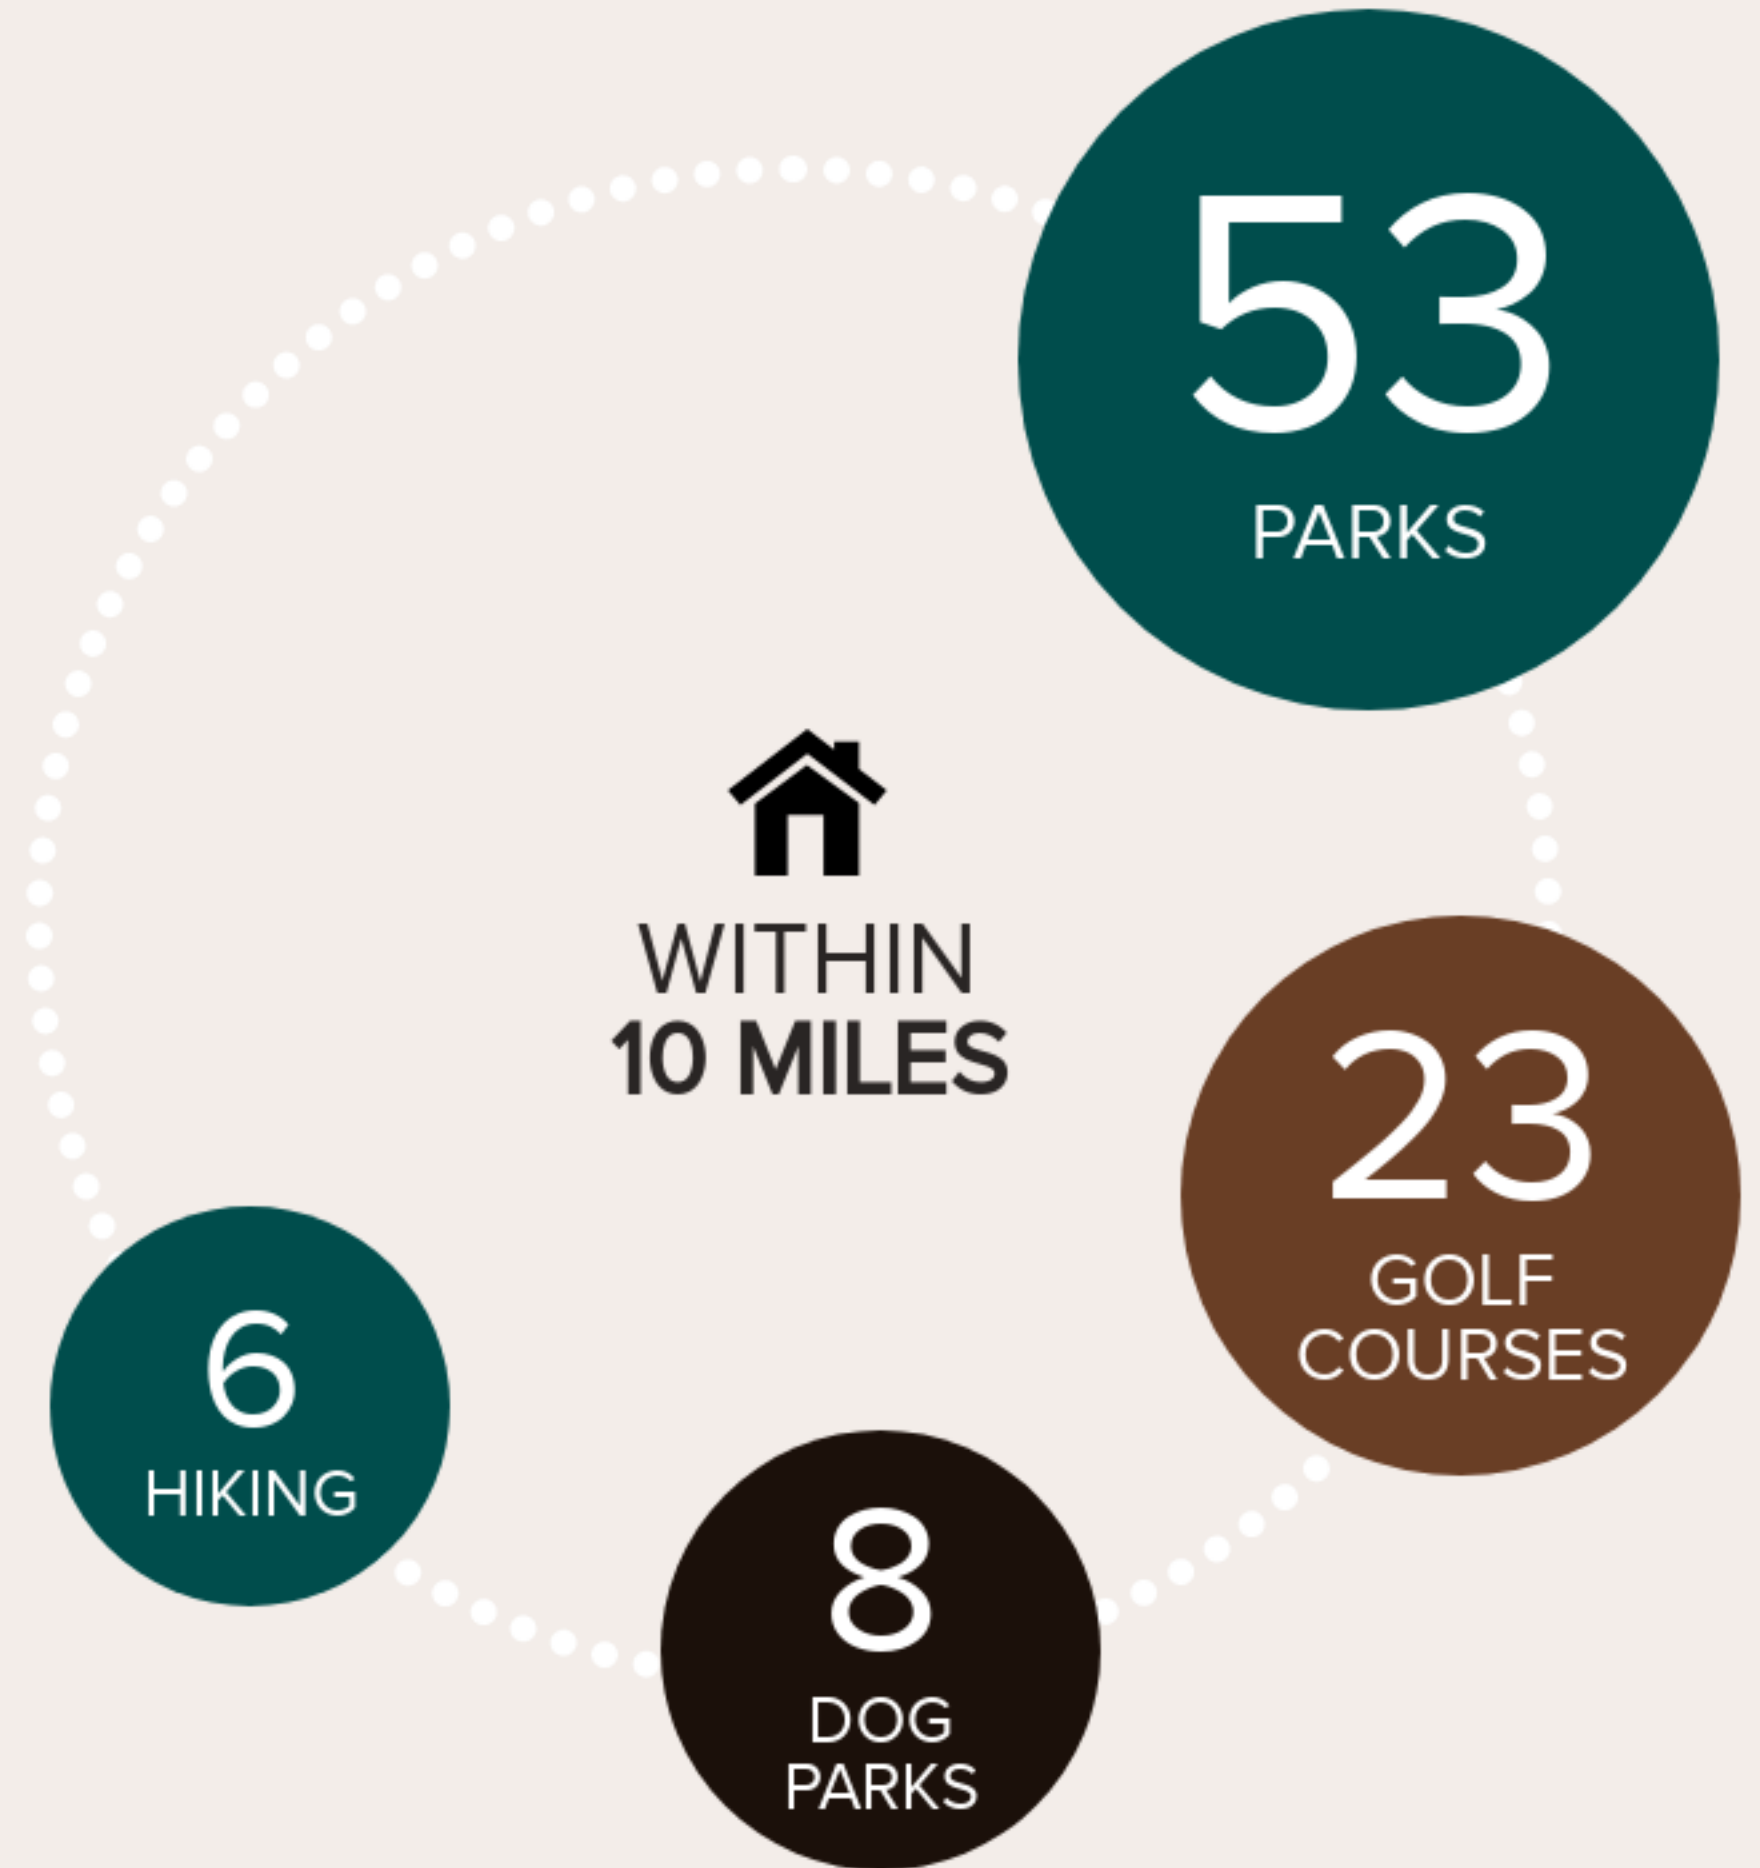 53
PARKS
WITHIN
10 MILES
23
GOLF
COURSES
6
HIKING
8
DOG
PARKS